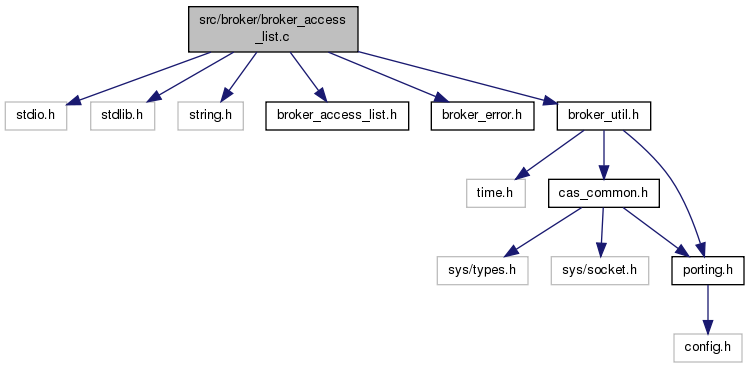 src/broker/broker_access
_list.c
stdio.h
stdlib.h
string.h
broker_access_list.h
broker_error.h
broker_util.h
time.h
cas_common.h
sys/types.h
sys/socket.h
porting.h
config.h